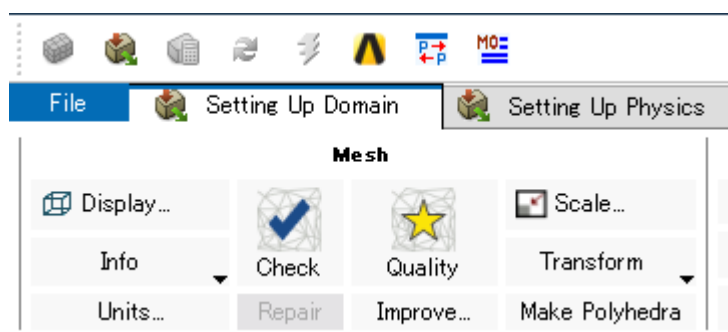 P P MO
File Setting Up Domain Setting Up Physics
Mesh
Display... Check Quality Scale...
Info Transform
Units... Repair Improve... Make Polyhedra